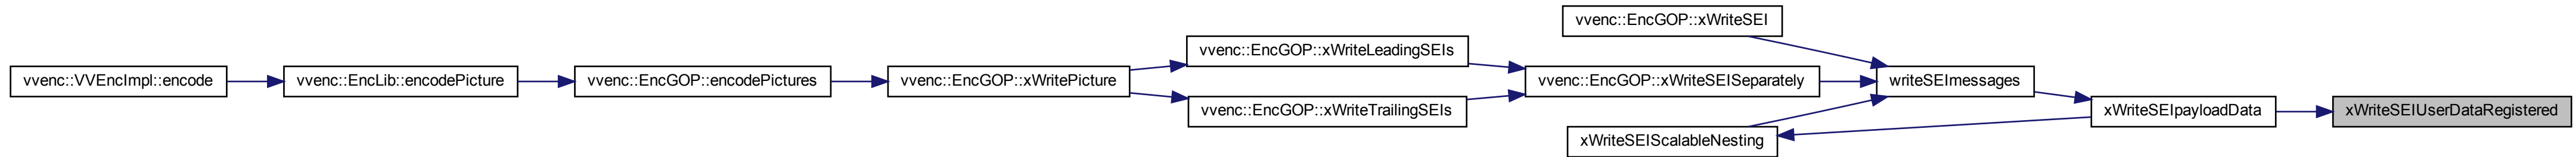 vvenc::VVEncImpl::encode
vvenc::EncLib::encodePicture
vvenc::EncGOP::encodePictures
vvenc::EncGOP::xWritePicture
vvenc::EncGOP::xWriteLeadingSEIs
vvenc::EncGOP::xWriteTrailingSEIs
vvenc::EncGOP::xWriteSEI
vvenc::EncGOP::xWriteSEISeparately
xWriteSEIScalableNesting
writeSEImessages
xWriteSEIpayloadData
xWriteSEIUserDataRegistered